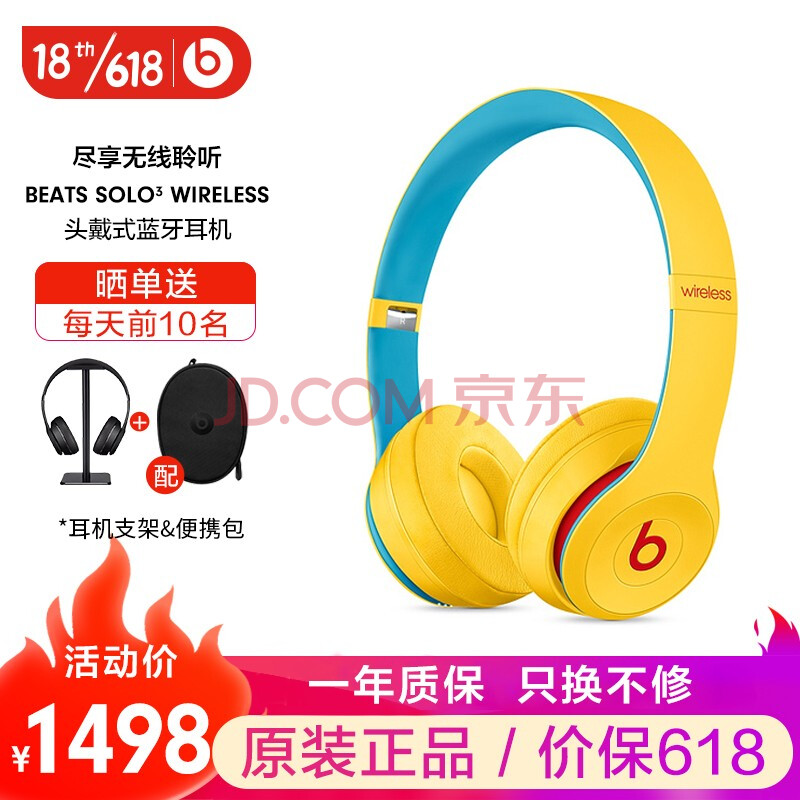 18th/618
尽享无线聆听
BEATS SOLO³ WIRELESS
头戴式蓝牙耳机
晒单送
每天前10名
+
配
*耳机支架&便携包
wireless
JD.COM 京东
活动价
¥1498
一年质保 只换不修
原装正品 / 价保618